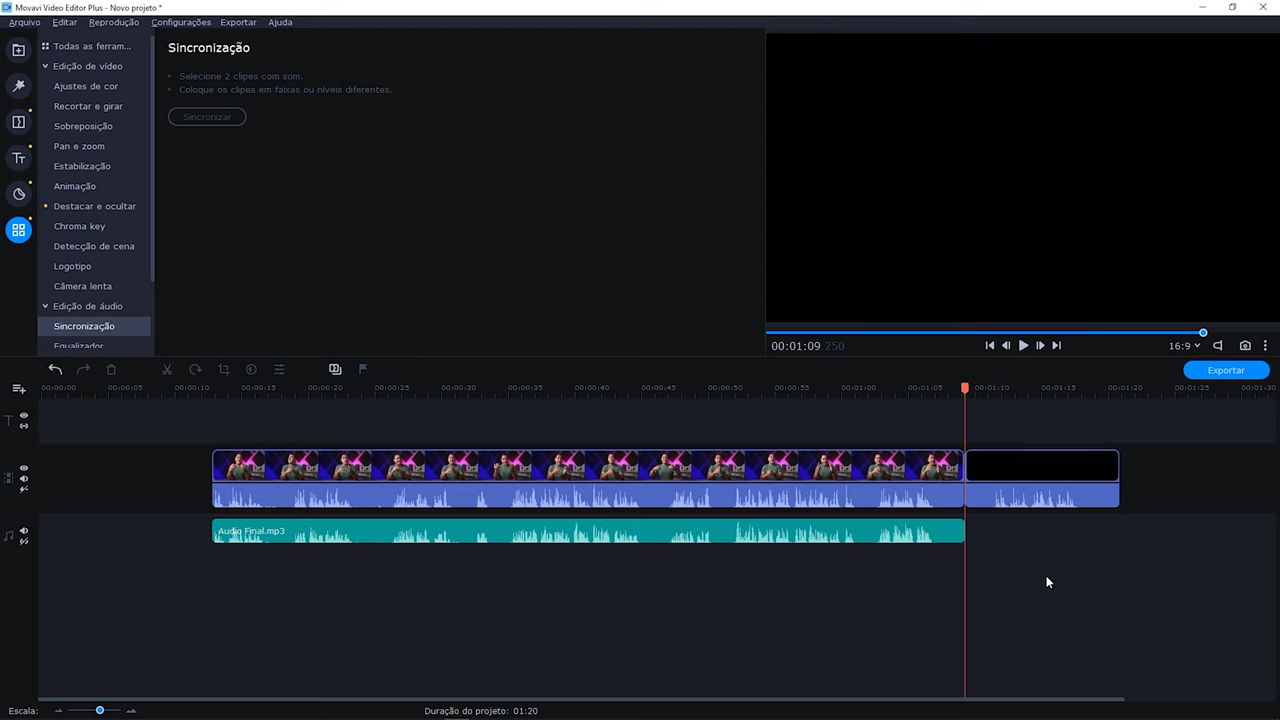 Movavi Video Editor Plus - Novo projeto *
Arquivo Editar Reprodução Configurações Exportar Ajuda
Todas as ferram...
Edição de vídeo
Ajustes de cor
Recortar e girar
Sobreposição
Pan e zoom
Estabilização
Animação
Destacar e ocultar
Chroma key
Detecção de cena
Logotipo
Câmera lenta
Edição de áudio
Sincronização
Equalizador
Sincronização
Selecione 2 clipes com som.
Coloque os clipes em faixas ou níveis diferentes.
Sincronizar
00:01:09.250
16:9
Exportar
00:00:00 00:00:05 00:00:10 00:00:15 00:00:20 00:00:25 00:00:30 00:00:35 00:00:40 00:00:45 00:00:50 00:00:55 00:01:00 00:01:05 00:01:10 00:01:15 00:01:20 00:01:25 00:01:30
Audio Final.mp3
Escala:
Duração do projeto: 01:20